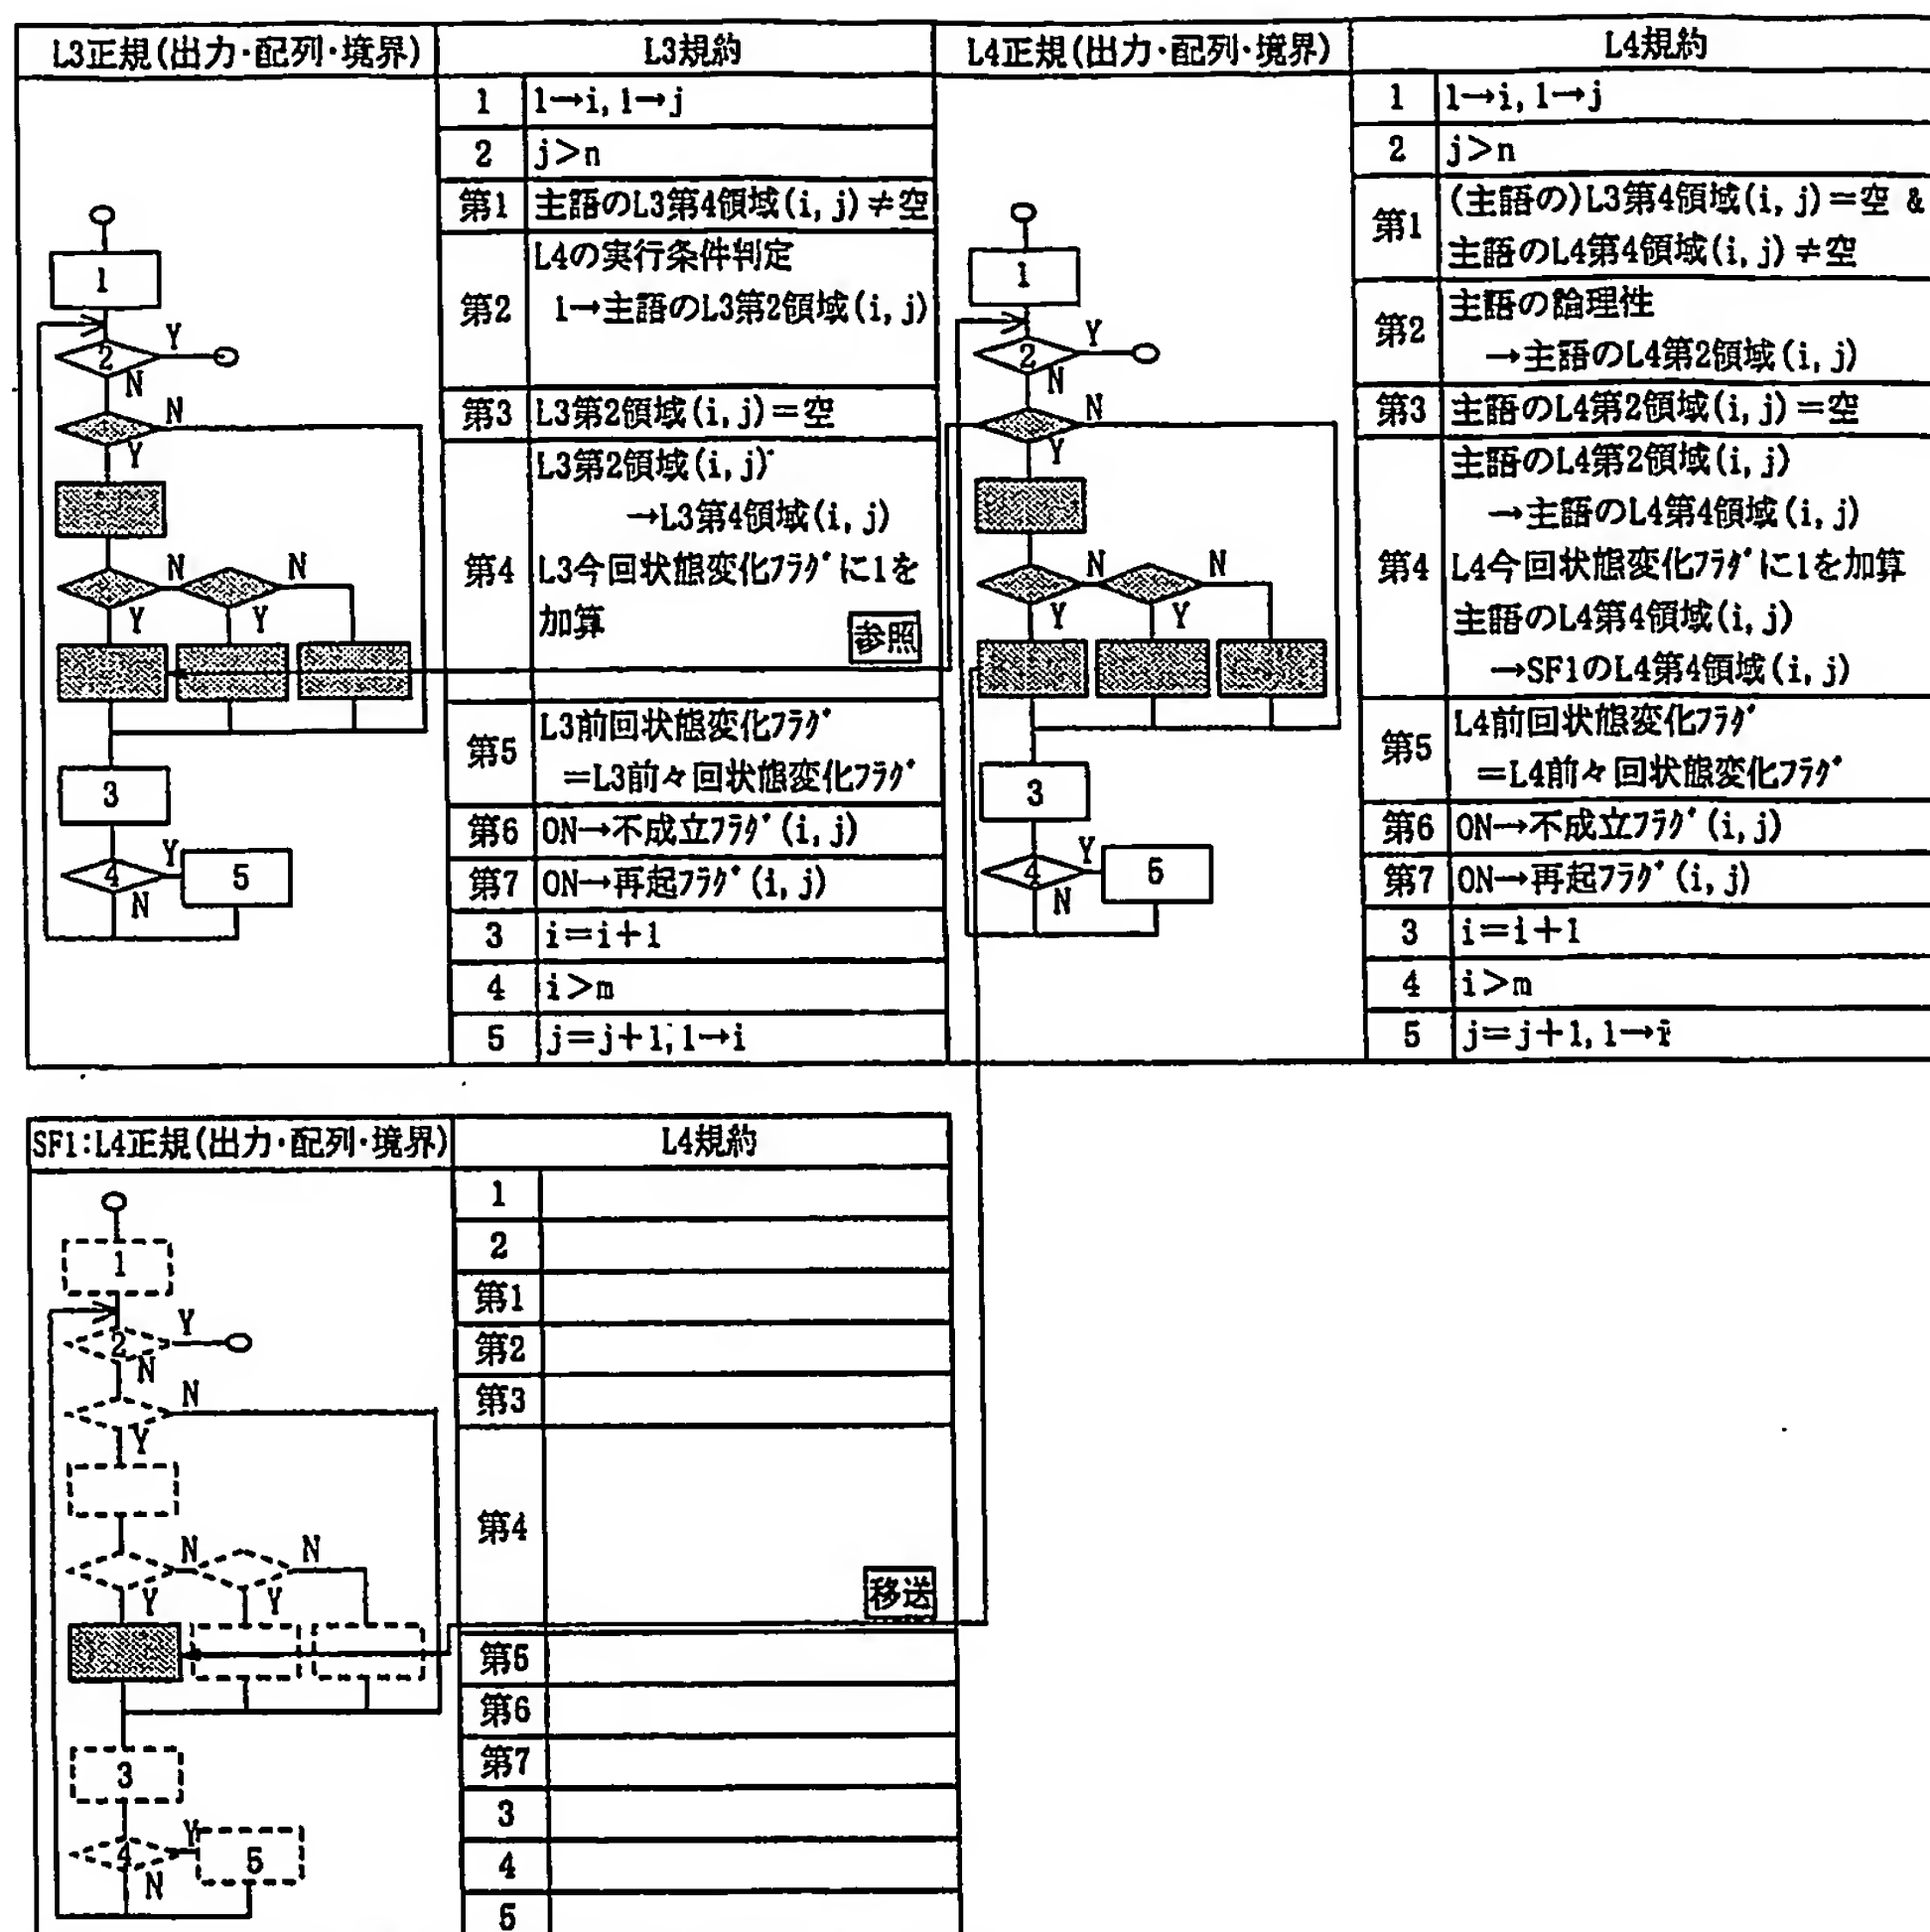 L3正規(出力·配列·境界)
1
2
Y
N
N
Y
N
N
Y
Y
3
4
Y
5
N
L3規約
1 1→i, 1→j
2 j>n
第1 主語のL3第4領域(i, j)≠空
第2 L4の実行条件判定
1→主語のL3第2領域(i, j)
第3 L3第2領域(i, j)=空
第4 L3第2領域(i, j)
→L3第4領域(i, j)
L3今回状態変化フラグに1を
加算
参照
第5 L3前回状態変化フラグ
=L3前々回状態変化フラグ
第6 ON→不成立フラグ(i, j)
第7 ON→再起フラグ(i, j)
3 i=i+1
4 i>m
5 j=j+1, 1→i
L4正規(出力·配列·境界)
1
2
Y
N
N
Y
N
N
Y
Y
3
4
Y
5
N
L4規約
1 1→i, 1→j
2 j>n
第1 (主語の)L3第4領域(i, j)=空 &
主語のL4第4領域(i, j)≠空
第2 主語の論理性
→主語のL4第2領域(i, j)
第3 主語のL4第2領域(i, j)=空
第4 主語のL4第2領域(i, j)
→主語のL4第4領域(i, j)
L4今回状態変化フラグに1を加算
主語のL4第4領域(i, j)
→SF1のL4第4領域(i, j)
第5 L4前回状態変化フラグ
=L4前々回状態変化フラグ
第6 ON→不成立フラグ(i, j)
第7 ON→再起フラグ(i, j)
3 i=i+1
4 i>m
5 j=j+1, 1→i
SF1:L4正規(出力·配列·境界)
1
2
Y
N
N
Y
N
N
Y
Y
3
4
Y
5
N
L4規約
1
2
第1
第2
第3
第4
移送
第5
第6
第7
3
4
5